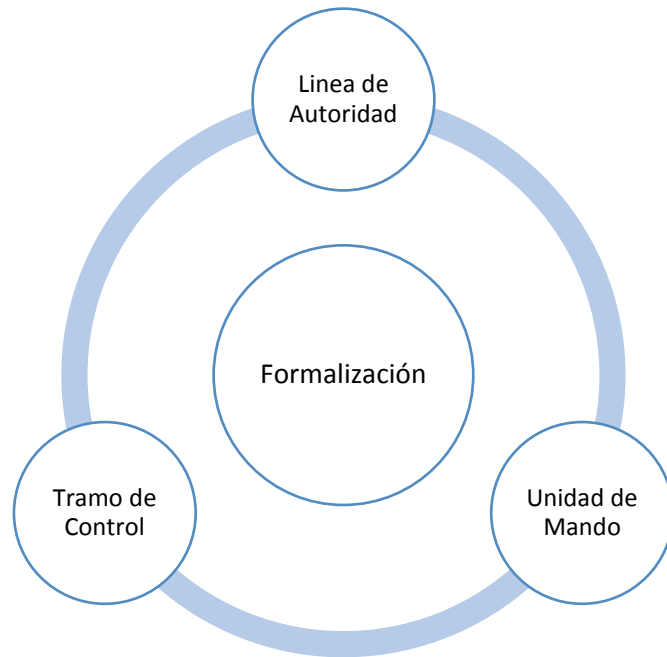 Linea de
Autoridad
Formalización
Tramo de
Control
Unidad de
Mando